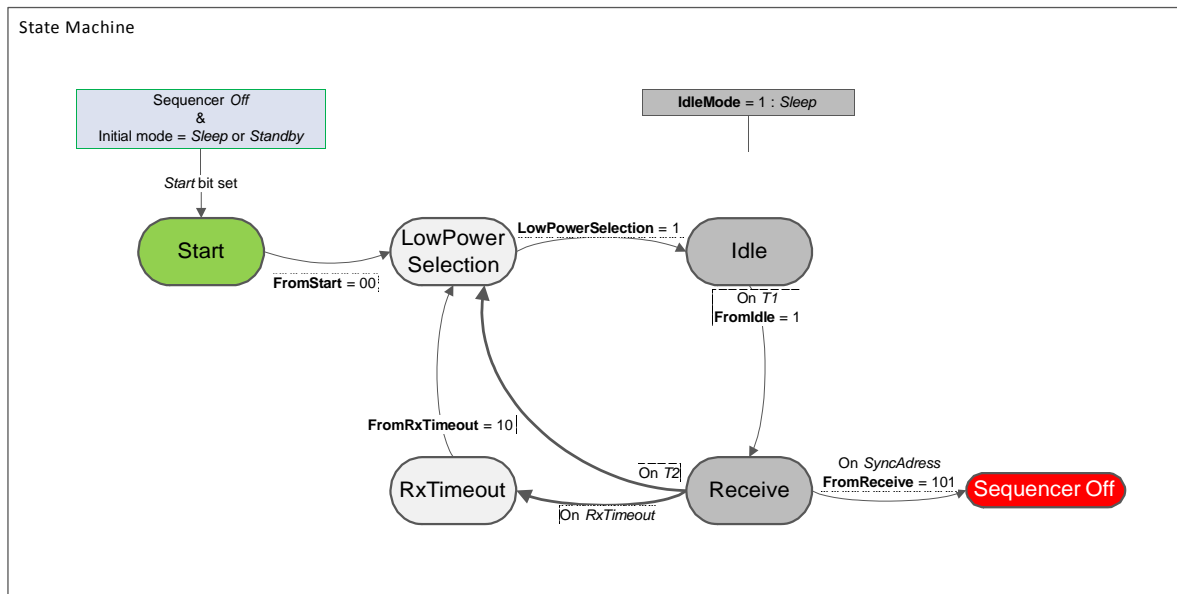 State Machine
Sequencer Off
&
Initial mode = Sleep or Standby
IdleMode = 1 : Sleep
Start bit set
Start
LowPower
Selection
LowPowerSelection = 1
Idle
FromStart = 00
On T1
FromIdle = 1
FromRxTimeout = 10
RxTimeout
On T2
On RxTimeout
Receive
On SyncAdress
FromReceive = 101
Sequencer Off